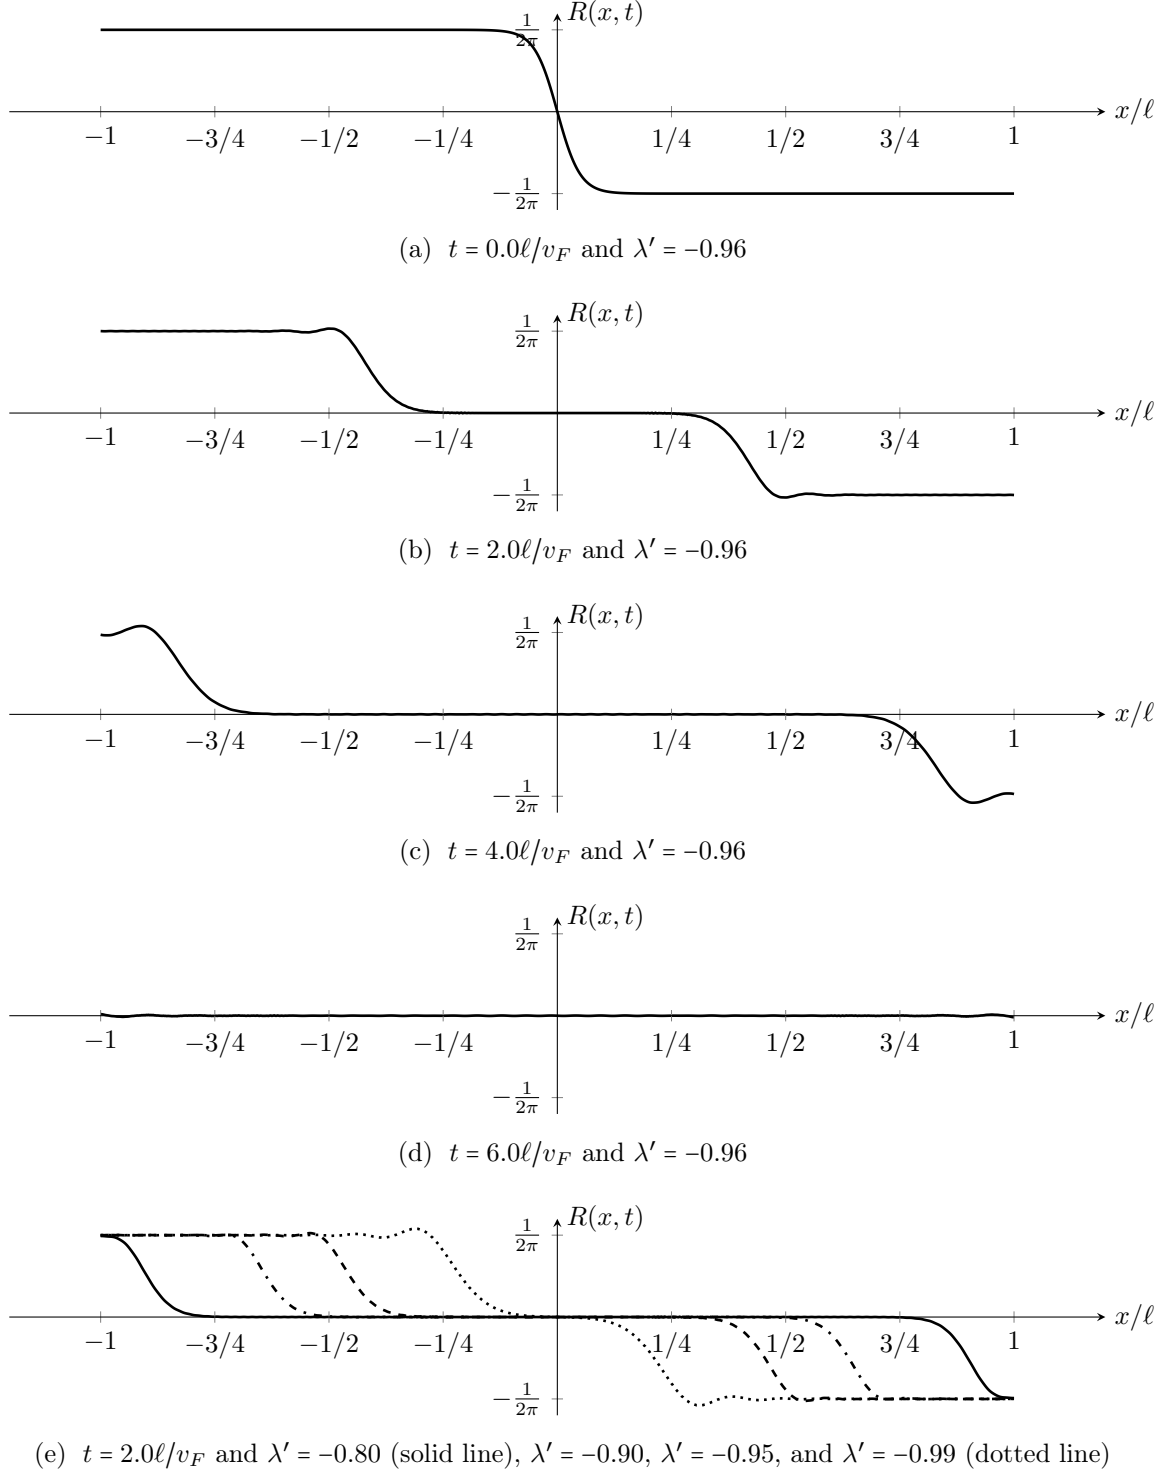 R(x, t)
1/2π
x/ℓ
−1 −3/4 −1/2 −1/4 1/4 1/2 3/4 1
−1/2π
(a) t = 0.0ℓ/v_F and λ′ = −0.96
R(x, t)
1/2π
x/ℓ
−1 −3/4 −1/2 −1/4 1/4 1/2 3/4 1
−1/2π
(b) t = 2.0ℓ/v_F and λ′ = −0.96
R(x, t)
1/2π
x/ℓ
−1 −3/4 −1/2 −1/4 1/4 1/2 3/4 1
−1/2π
(c) t = 4.0ℓ/v_F and λ′ = −0.96
R(x, t)
1/2π
x/ℓ
−1 −3/4 −1/2 −1/4 1/4 1/2 3/4 1
−1/2π
(d) t = 6.0ℓ/v_F and λ′ = −0.96
R(x, t)
1/2π
x/ℓ
−1 −3/4 −1/2 −1/4 1/4 1/2 3/4 1
−1/2π
(e) t = 2.0ℓ/v_F and λ′ = −0.80 (solid line), λ′ = −0.90, λ′ = −0.95, and λ′ = −0.99 (dotted line)